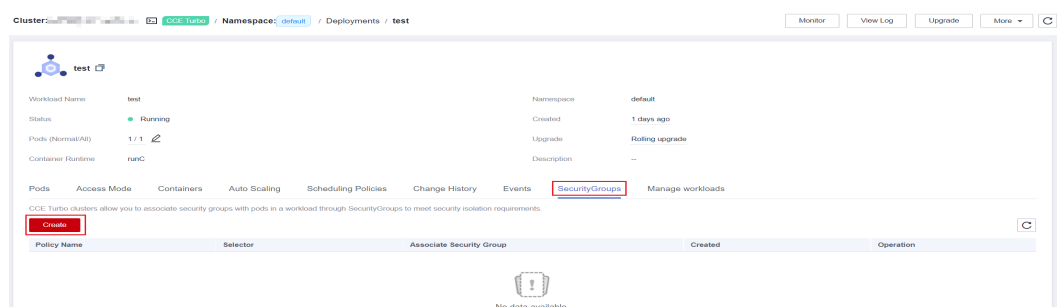 Cluster: CCE Turbo / Namespace: default / Deployments / test
Monitor View Log Upgrade More
test
Workload Name test Namespace default
Status Running Created 1 days ago
Pods (Normal/All) 1 / 1 Upgrade Rolling upgrade
Container Runtime runC Description --
Pods Access Mode Containers Auto Scaling Scheduling Policies Change History Events SecurityGroups Manage workloads
CCE Turbo clusters allow you to associate security groups with pods in a workload through SecurityGroups to meet security isolation requirements.
Create
Policy Name Selector Associate Security Group Created Operation
No data available